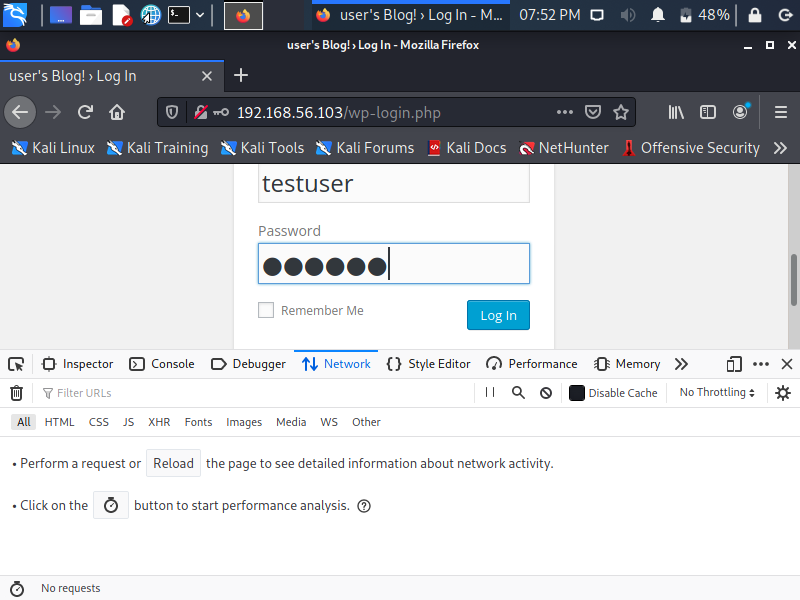 user's Blog! › Log In - M... 07:52 PM 48%
user's Blog! › Log In - Mozilla Firefox
user's Blog! › Log In
192.168.56.103/wp-login.php
Kali Linux Kali Training Kali Tools Kali Forums Kali Docs NetHunter Offensive Security
testuser
Password
Remember Me Log In
Inspector Console Debugger Network Style Editor Performance Memory
Filter URLs Disable Cache No Throttling
All HTML CSS JS XHR Fonts Images Media WS Other
• Perform a request or Reload the page to see detailed information about network activity.
• Click on the button to start performance analysis.
No requests